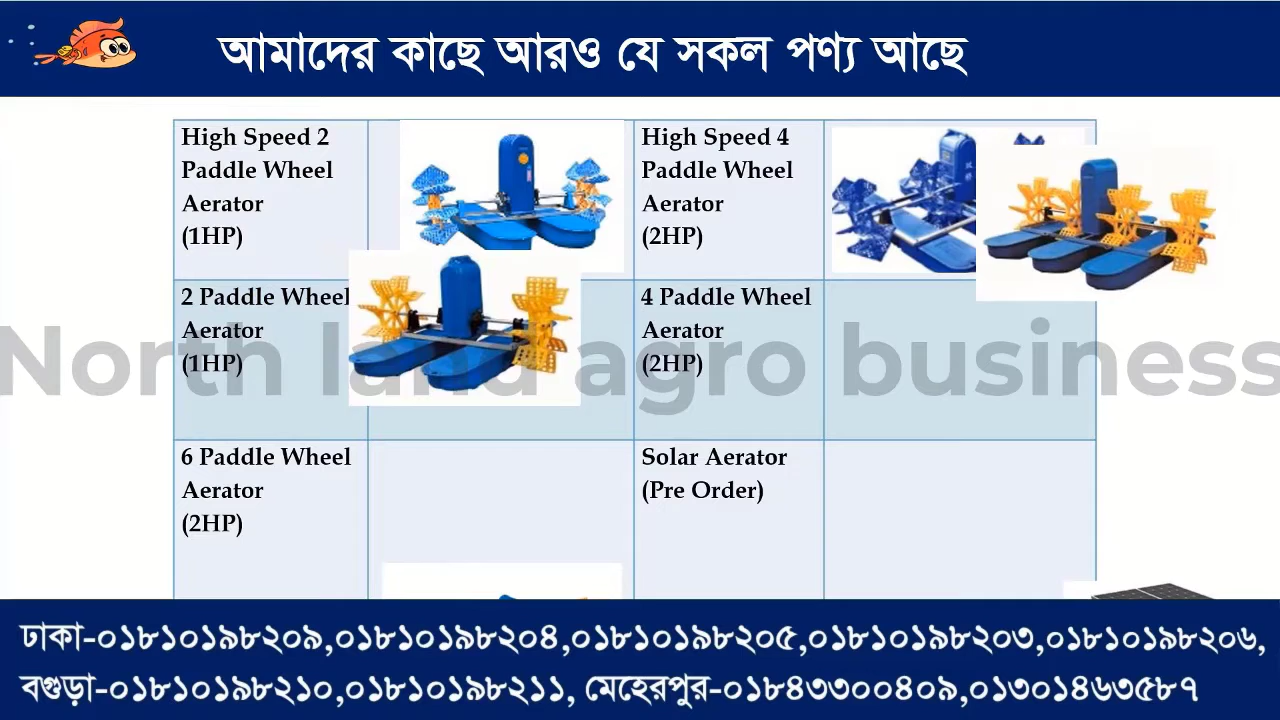 আমাদের কাছে আরও যে সকল পণ্য আছে
High Speed 2
Paddle Wheel
Aerator
(1HP)
High Speed 4
Paddle Wheel
Aerator
(2HP)
2 Paddle Wheel
Aerator
(1HP)
4 Paddle Wheel
Aerator
(2HP)
North land agro business
6 Paddle Wheel
Aerator
(2HP)
Solar Aerator
(Pre Order)
ঢাকা-০১৮১০১৯৮২০৯,০১৮১০১৯৮২০৪,০১৮১০১৯৮২০৫,০১৮১০১৯৮২০৩,০১৮১০১৯৮২০৬,
বগুড়া-০১৮১০১৯৮২১০,০১৮১০১৯৮২১১, মেহেরপুর-০১৮৪৩৩০০৪০৯,০১৩০১৪৬৩৫৮৭